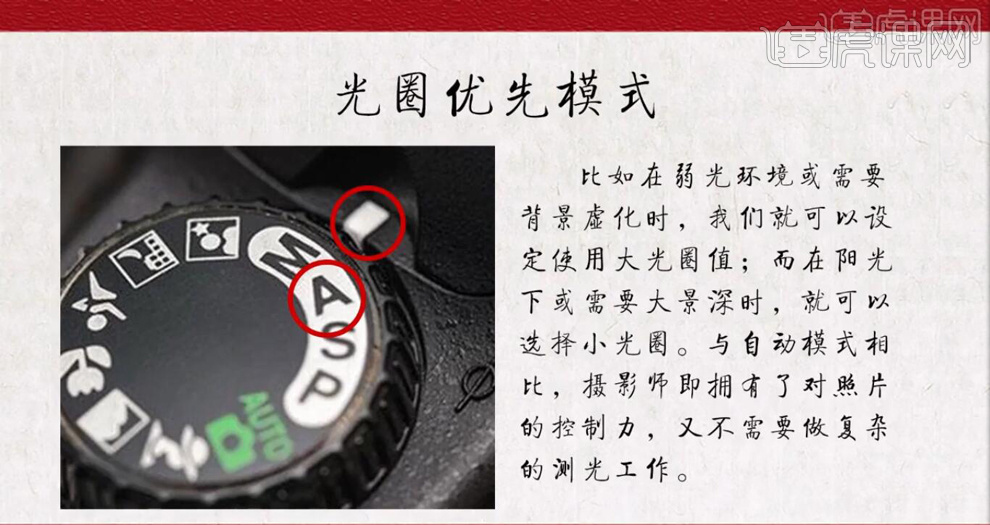 虎课网
光圈优先模式
M
A
S
P
AUTO
比如在弱光环境或需要
背景虚化时，我们就可以设
定使用大光圈值；而在阳光
下或需要大景深时，就可以
选择小光圈。与自动模式相
比，摄影师即拥有了对照片
的控制力，又不需要做复杂
的测光工作。